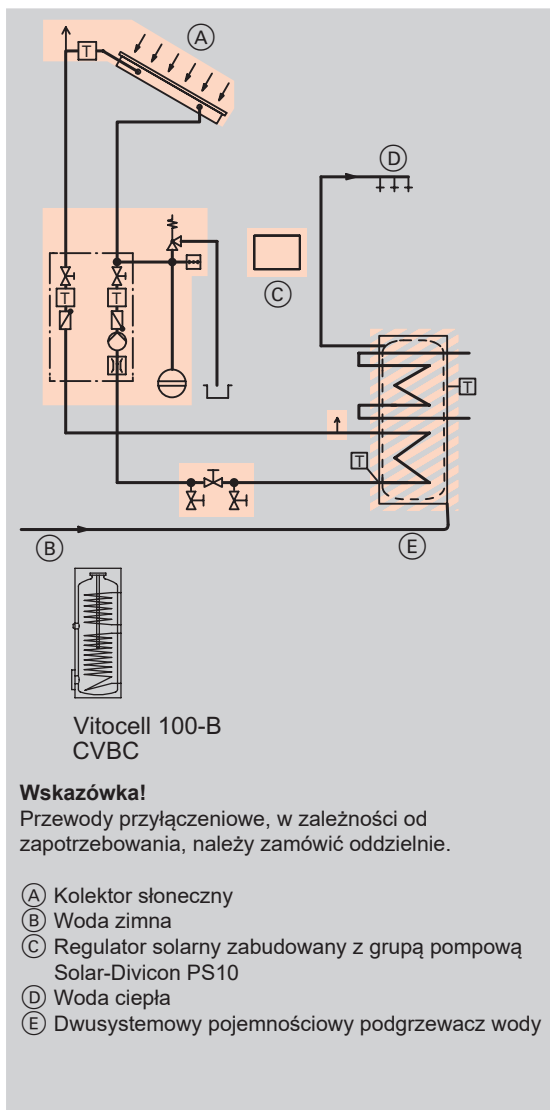 A
T
D
C
T
T
T
T
B
E
Vitocell 100-B
CVBC
Wskazówka!
Przewody przyłączeniowe, w zależności od
zapotrzebowania, należy zamówić oddzielnie.
A Kolektor słoneczny
B Woda zimna
C Regulator solarny zabudowany z grupą pompową
Solar-Divicon PS10
D Woda ciepła
E Dwusystemowy pojemnościowy podgrzewacz wody